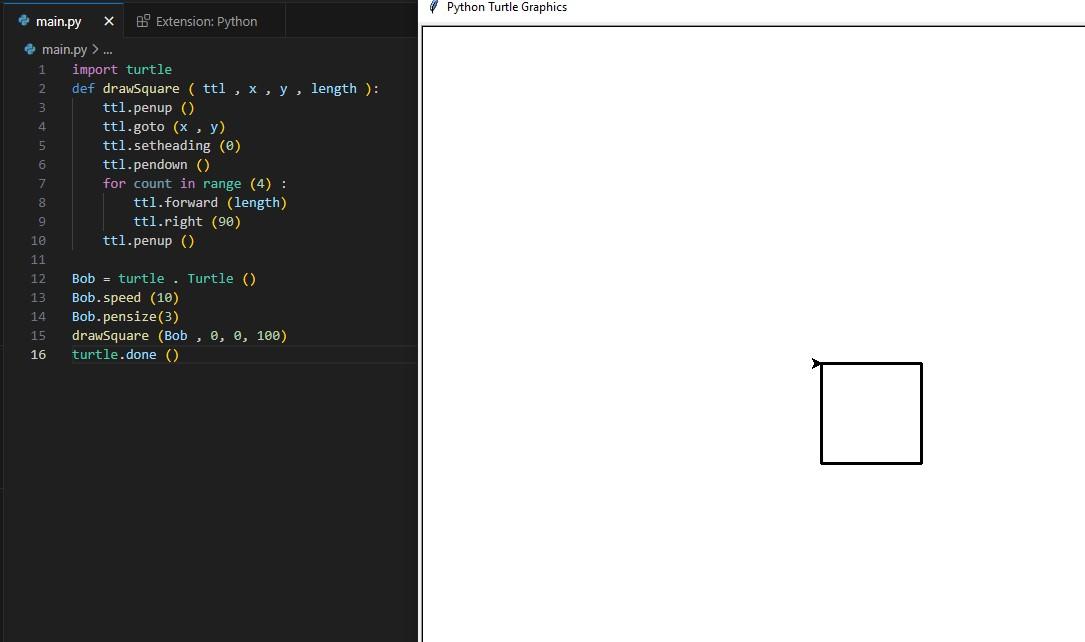 main.py
Extension: Python
Python Turtle Graphics
main.py > ...
1 import turtle
2 def drawSquare ( ttl , x , y , length ):
3     ttl.penup ()
4     ttl.goto (x , y)
5     ttl.setheading (0)
6     ttl.pendown ()
7     for count in range (4) :
8         ttl.forward (length)
9         ttl.right (90)
10     ttl.penup ()
11
12 Bob = turtle . Turtle ()
13 Bob.speed (10)
14 Bob.pensize(3)
15 drawSquare (Bob , 0, 0, 100)
16 turtle.done ()